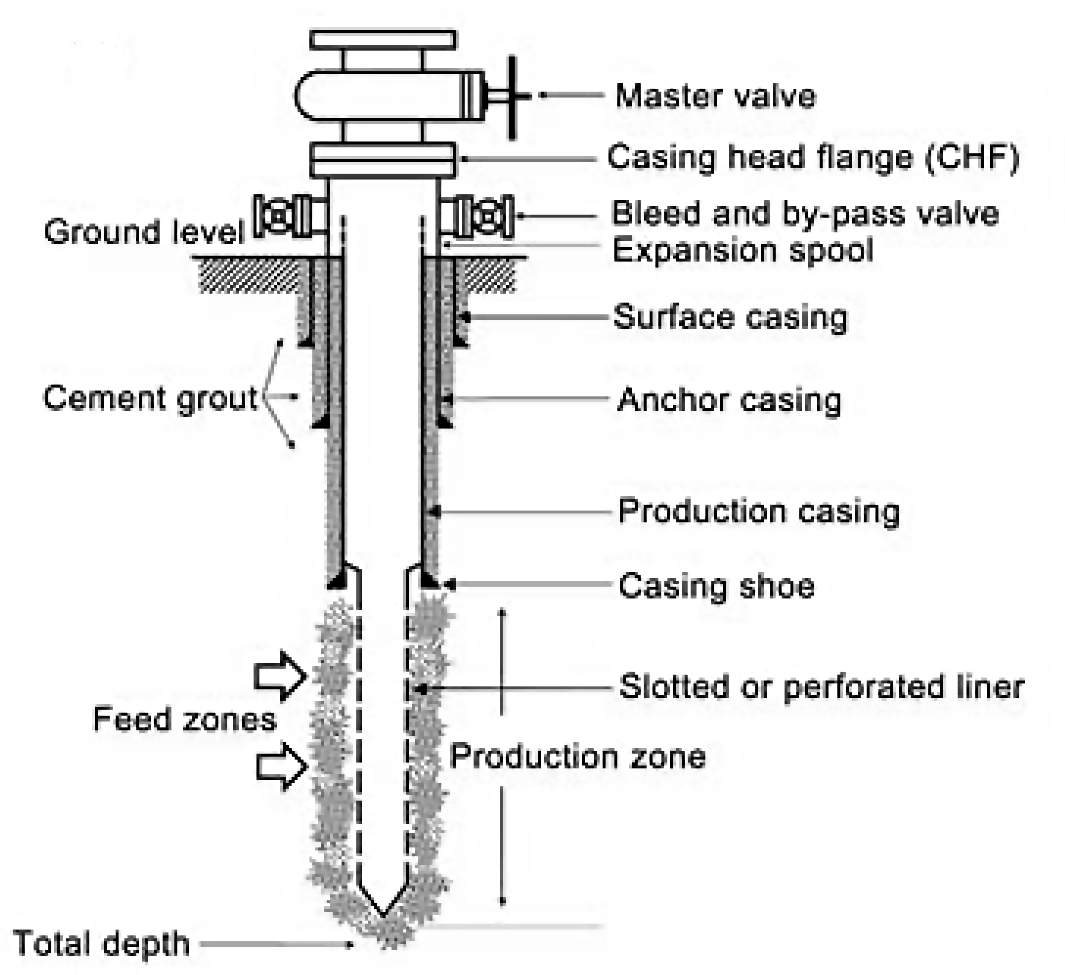 Master valve
Casing head flange (CHF)
Bleed and by-pass valve
Ground level
Expansion spool
Surface casing
Cement grout
Anchor casing
Production casing
Casing shoe
Slotted or perforated liner
Feed zones
Production zone
Total depth